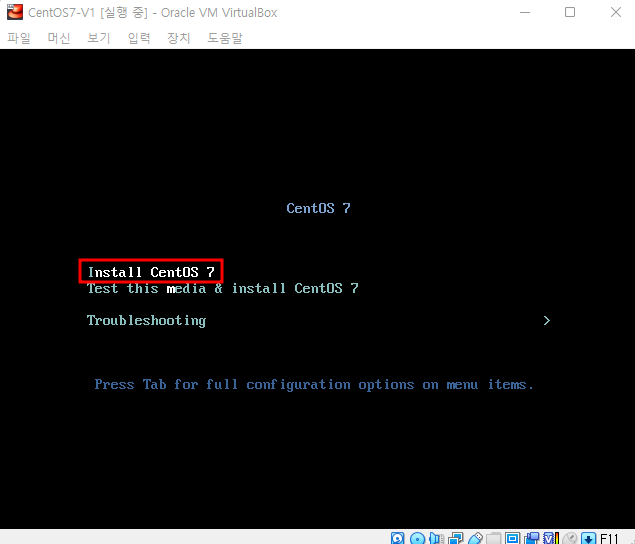 CentOS7-V1 [실행 중] - Oracle VM VirtualBox
파일 머신 보기 입력 장치 도움말
CentOS 7
Install CentOS 7
Test this media & install CentOS 7
Troubleshooting >
Press Tab for full configuration options on menu items.
F11